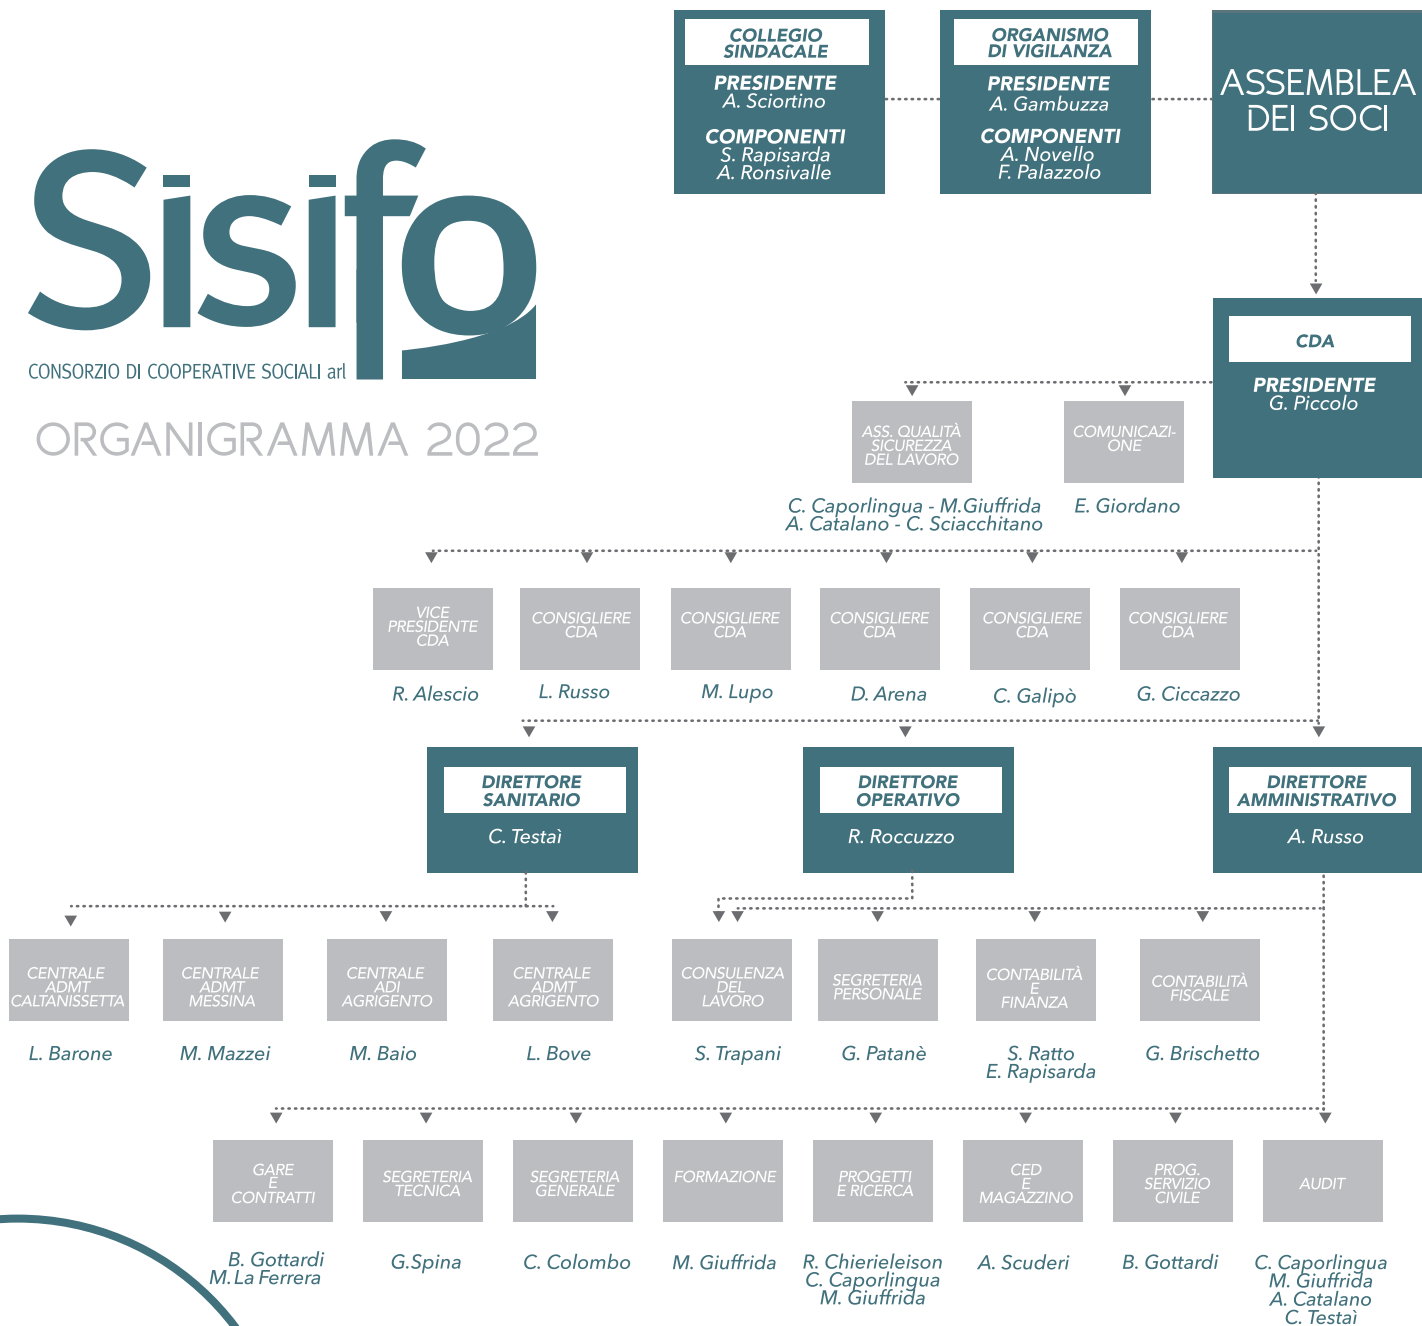 COLLEGIO
SINDACALE
PRESIDENTE
A. Sciortino
COMPONENTI
S. Rapisarda
A. Ronsivalle
ORGANISMO
DI VIGILANZA
PRESIDENTE
A. Gambuzza
COMPONENTI
A. Novello
F. Palazzolo
ASSEMBLEA
DEI SOCI
Sisifo
CONSORZIO DI COOPERATIVE SOCIALI arl
ORGANIGRAMMA 2022
CDA
PRESIDENTE
G. Piccolo
ASS. QUALITÀ
SICUREZZA
DEL LAVORO
C. Caporlingua - M.Giuffrida
A. Catalano - C. Sciacchitano
COMUNICAZI-
ONE
E. Giordano
VICE
PRESIDENTE
CDA
R. Alescio
CONSIGLIERE
CDA
L. Russo
CONSIGLIERE
CDA
M. Lupo
CONSIGLIERE
CDA
D. Arena
CONSIGLIERE
CDA
C. Galipò
CONSIGLIERE
CDA
G. Ciccazzo
DIRETTORE
SANITARIO
C. Testaì
DIRETTORE
OPERATIVO
R. Roccuzzo
DIRETTORE
AMMINISTRATIVO
A. Russo
CENTRALE
ADMT
CALTANISSETTA
L. Barone
CENTRALE
ADMT
MESSINA
M. Mazzei
CENTRALE
ADI
AGRIGENTO
M. Baio
CENTRALE
ADMT
AGRIGENTO
L. Bove
CONSULENZA
DEL
LAVORO
S. Trapani
SEGRETERIA
PERSONALE
G. Patanè
CONTABILITÀ
E
FINANZA
S. Ratto
E. Rapisarda
CONTABILITÀ
FISCALE
G. Brischetto
GARE
E
CONTRATTI
B. Gottardi
M. La Ferrera
SEGRETERIA
TECNICA
G.Spina
SEGRETERIA
GENERALE
C. Colombo
FORMAZIONE
M. Giuffrida
PROGETTI
E RICERCA
R. Chierieleison
C. Caporlingua
M. Giuffrida
CED
E
MAGAZZINO
A. Scuderi
PROG.
SERVIZIO
CIVILE
B. Gottardi
AUDIT
C. Caporlingua
M. Giuffrida
A. Catalano
C. Testaì